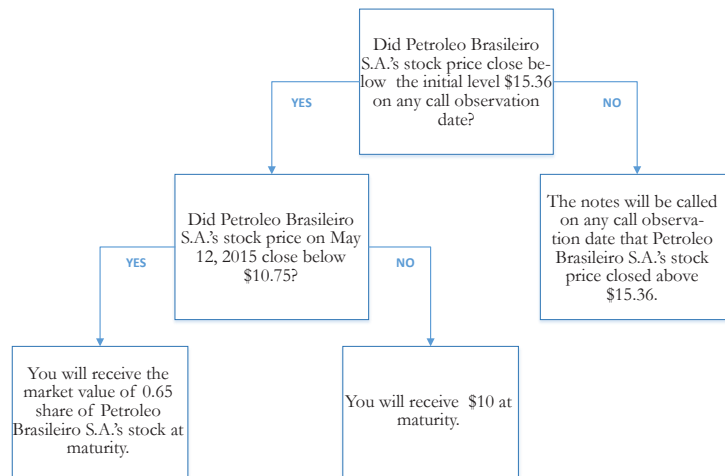 Did Petroleo Brasileiro
S.A.'s stock price close be-
low the initial level $15.36
on any call observation
date?
YES
NO
Did Petroleo Brasileiro
S.A.'s stock price on May
12, 2015 close below
$10.75?
The notes will be called
on any call observa-
tion date that Petroleo
Brasileiro S.A.'s stock
price closed above
$15.36.
YES
NO
You will receive the
market value of 0.65
share of Petroleo
Brasileiro S.A.'s stock at
maturity.
You will receive $10 at
maturity.